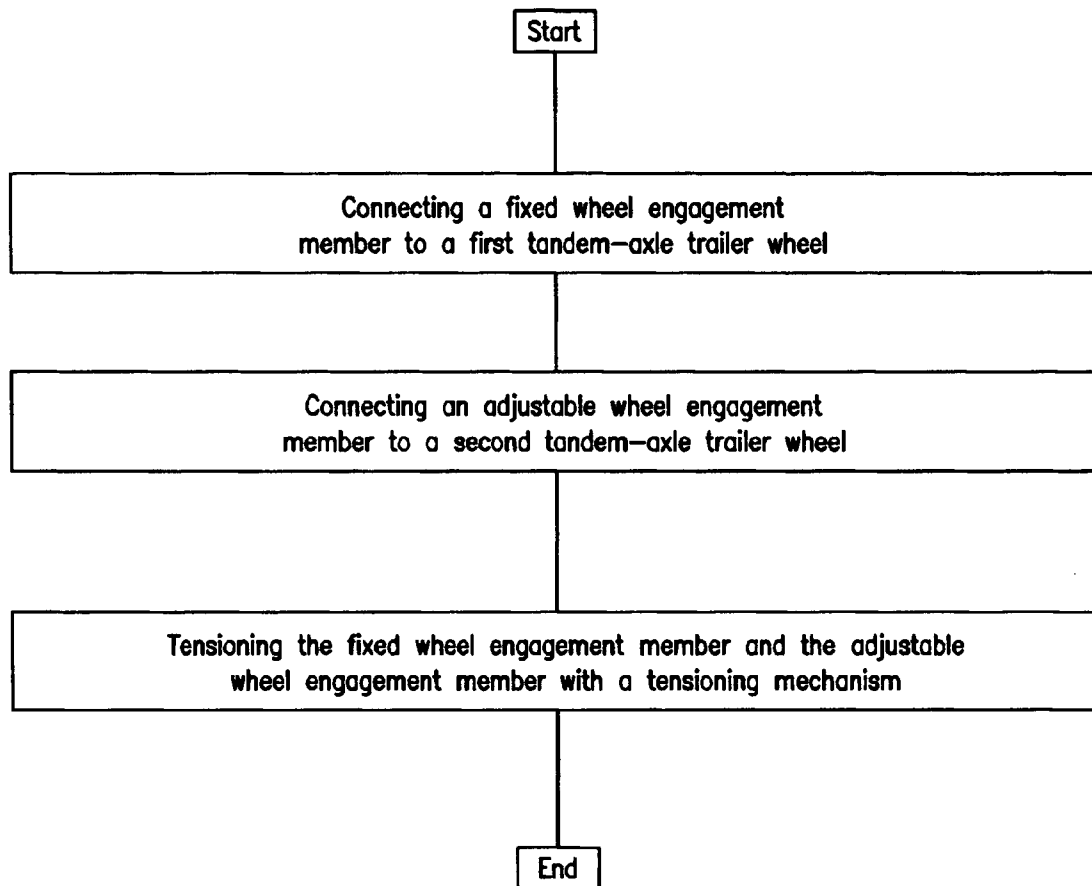 Start
Connecting a fixed wheel engagement
member to a first tandem-axle trailer wheel
Connecting an adjustable wheel engagement
member to a second tandem-axle trailer wheel
Tensioning the fixed wheel engagement member and the adjustable
wheel engagement member with a tensioning mechanism
End